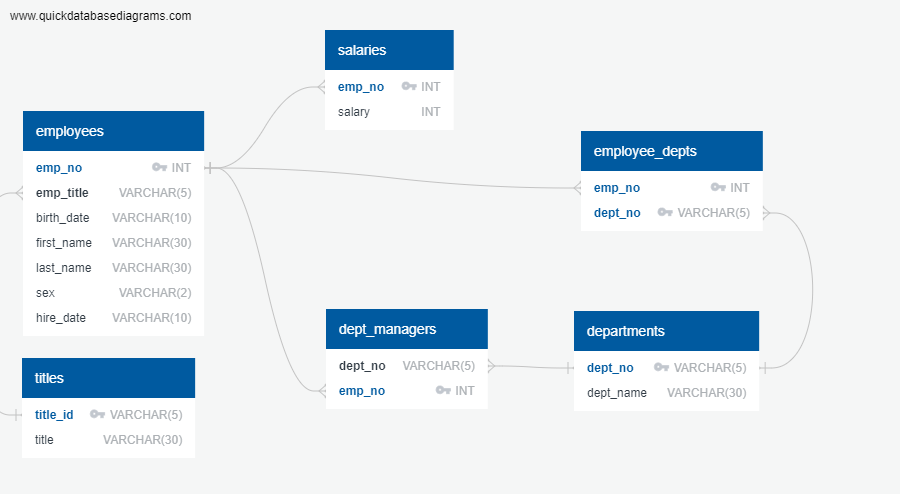 www.quickdatabasediagrams.com
salaries
emp_no INT
salary INT
employees
emp_no INT
emp_title VARCHAR(5)
birth_date VARCHAR(10)
first_name VARCHAR(30)
last_name VARCHAR(30)
sex VARCHAR(2)
hire_date VARCHAR(10)
employee_depts
emp_no INT
dept_no VARCHAR(5)
dept_managers
dept_no VARCHAR(5)
emp_no INT
departments
dept_no VARCHAR(5)
dept_name VARCHAR(30)
titles
title_id VARCHAR(5)
title VARCHAR(30)